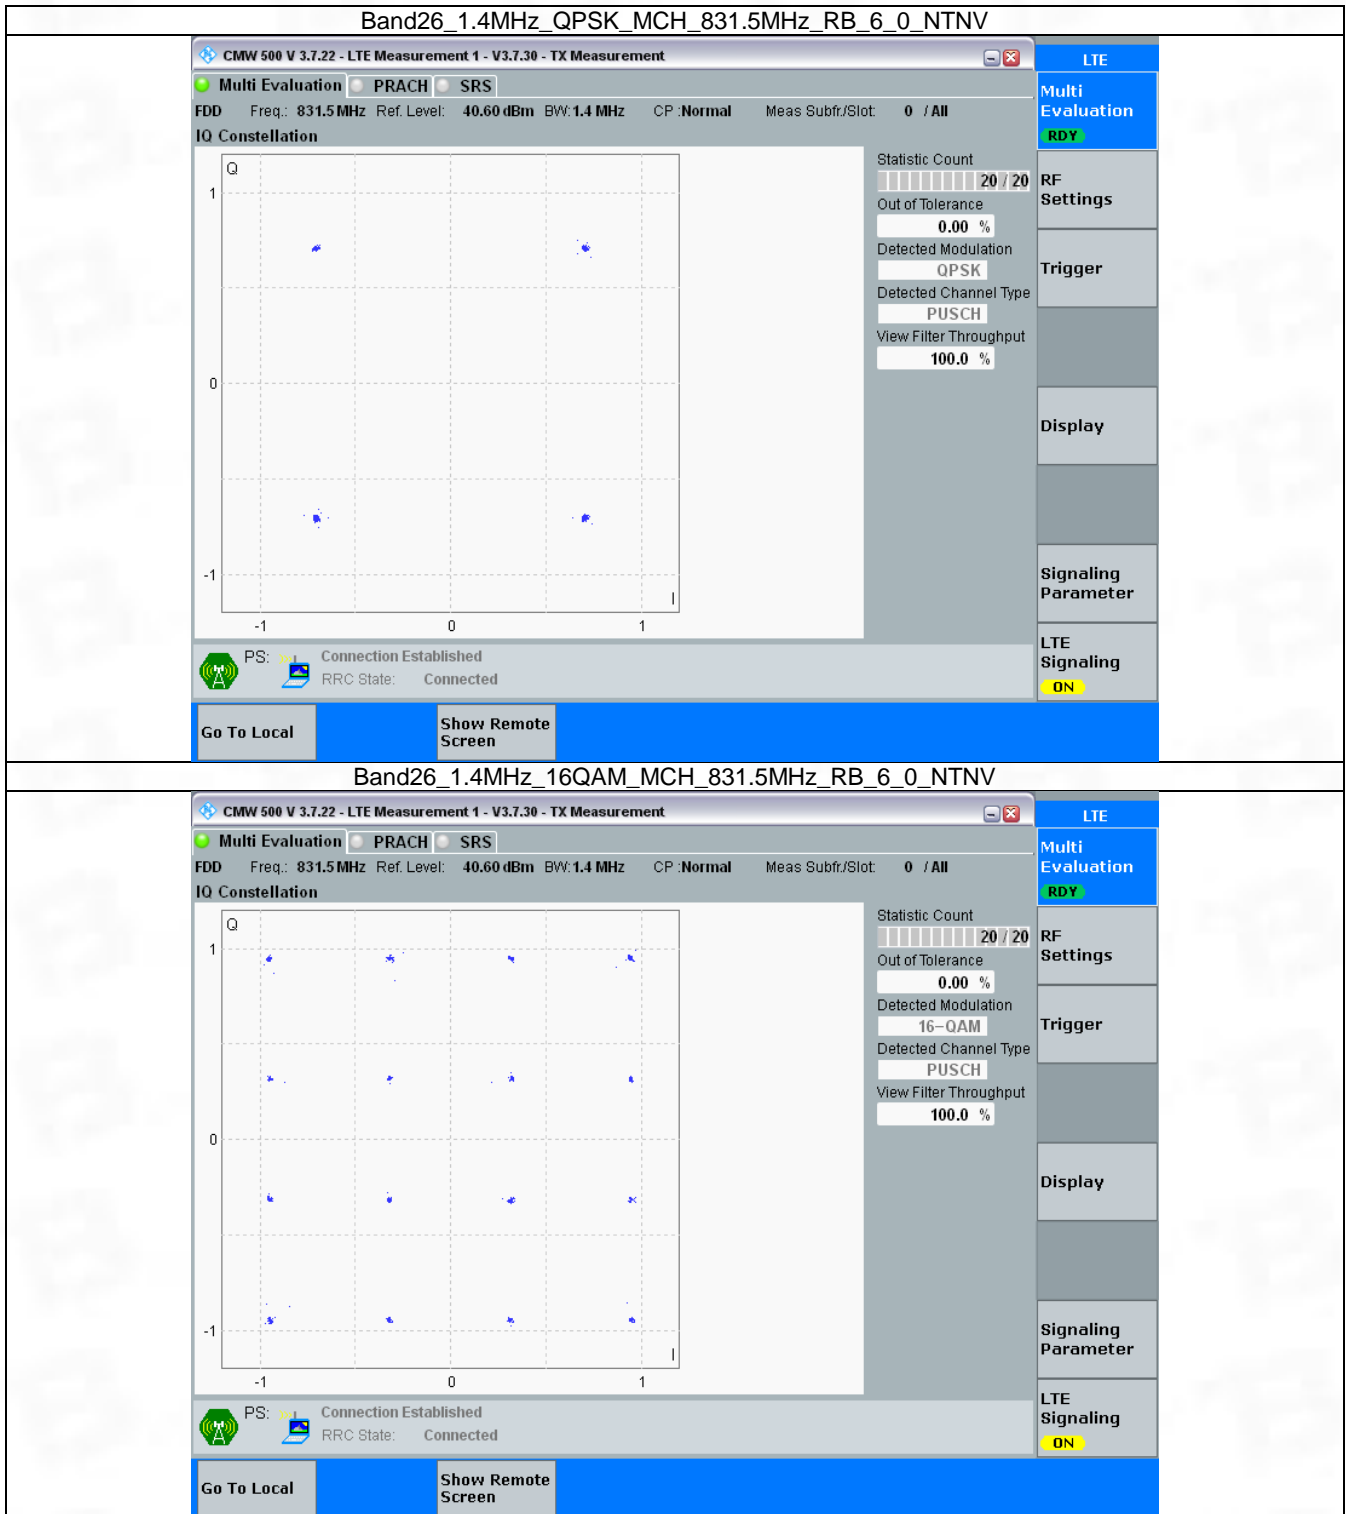 Band26_1.4MHz_QPSK_MCH_831.5MHz_RB_6_0_NTNV
CMW 500 V 3.7.22 - LTE Measurement 1 - V3.7.30 - TX Measurement
LTE
Multi Evaluation PRACH SRS
Multi
Evaluation
RDY
FDD Freq.: 831.5 MHz Ref. Level: 40.60 dBm BW: 1.4 MHz CP : Normal Meas Subfr./Slot: 0 / All
IQ Constellation
Q
1
0
-1
-1 0 1
I
Statistic Count
20 / 20
Out of Tolerance
0.00 %
Detected Modulation
QPSK
Detected Channel Type
PUSCH
View Filter Throughput
100.0 %
RF
Settings
Trigger
Display
Signaling
Parameter
LTE
Signaling
ON
PS: Connection Established
RRC State: Connected
Go To Local
Show Remote
Screen
Band26_1.4MHz_16QAM_MCH_831.5MHz_RB_6_0_NTNV
CMW 500 V 3.7.22 - LTE Measurement 1 - V3.7.30 - TX Measurement
LTE
Multi Evaluation PRACH SRS
Multi
Evaluation
RDY
FDD Freq.: 831.5 MHz Ref. Level: 40.60 dBm BW: 1.4 MHz CP : Normal Meas Subfr./Slot: 0 / All
IQ Constellation
Q
1
0
-1
-1 0 1
I
Statistic Count
20 / 20
Out of Tolerance
0.00 %
Detected Modulation
16-QAM
Detected Channel Type
PUSCH
View Filter Throughput
100.0 %
RF
Settings
Trigger
Display
Signaling
Parameter
LTE
Signaling
ON
PS: Connection Established
RRC State: Connected
Go To Local
Show Remote
Screen